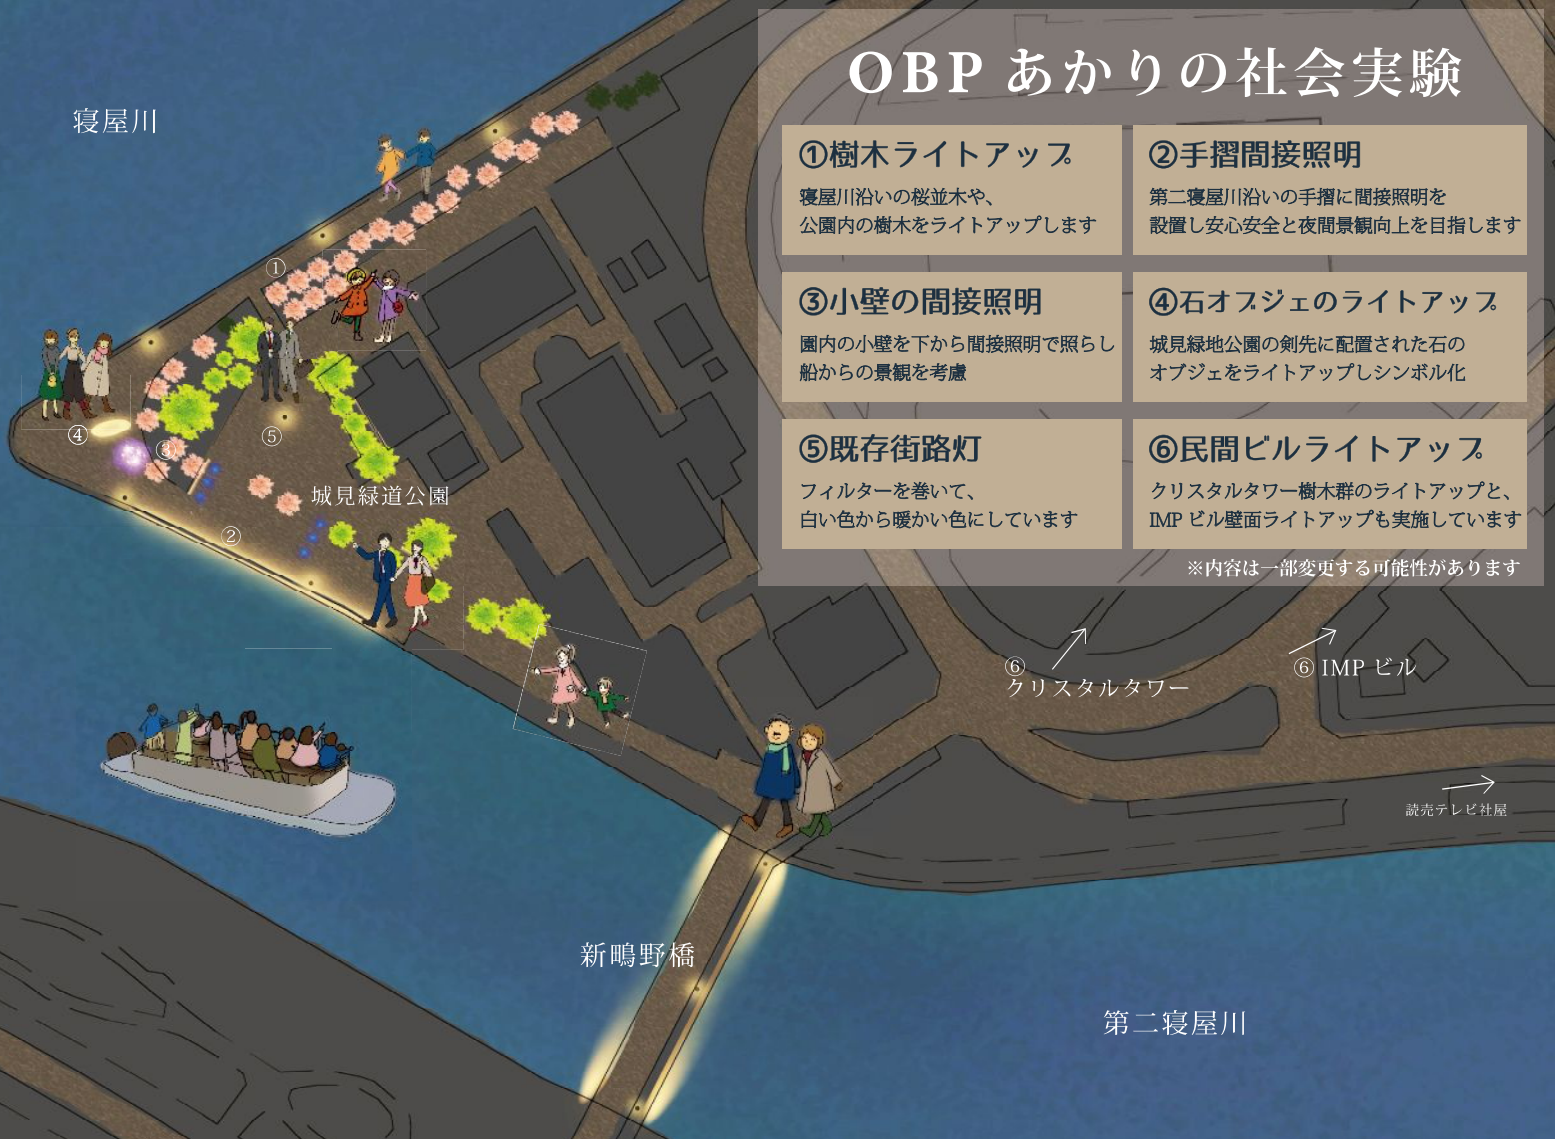 OBP あかりの社会実験
①樹木ライトアップ
寝屋川沿いの桜並木や、
公園内の樹木をライトアップします
②手摺間接照明
第二寝屋川沿いの手摺に間接照明を
設置し安心安全と夜間景観向上を目指します
③小壁の間接照明
園内の小壁を下から間接照明で照らし
船からの景観を考慮
④石オブジェのライトアップ
城見緑地公園の剣先に配置された石の
オブジェをライトアップしシンボル化
⑤既存街路灯
フィルターを巻いて、
白い色から暖かい色にしています
⑥民間ビルライトアップ
クリスタルタワー樹木群のライトアップと、
IMP ビル壁面ライトアップも実施しています
※内容は一部変更する可能性があります
寝屋川
①
④
③
⑤
城見緑道公園
②
⑥
クリスタルタワー
⑥ IMP ビル
読売テレビ社屋
新鴫野橋
第二寝屋川